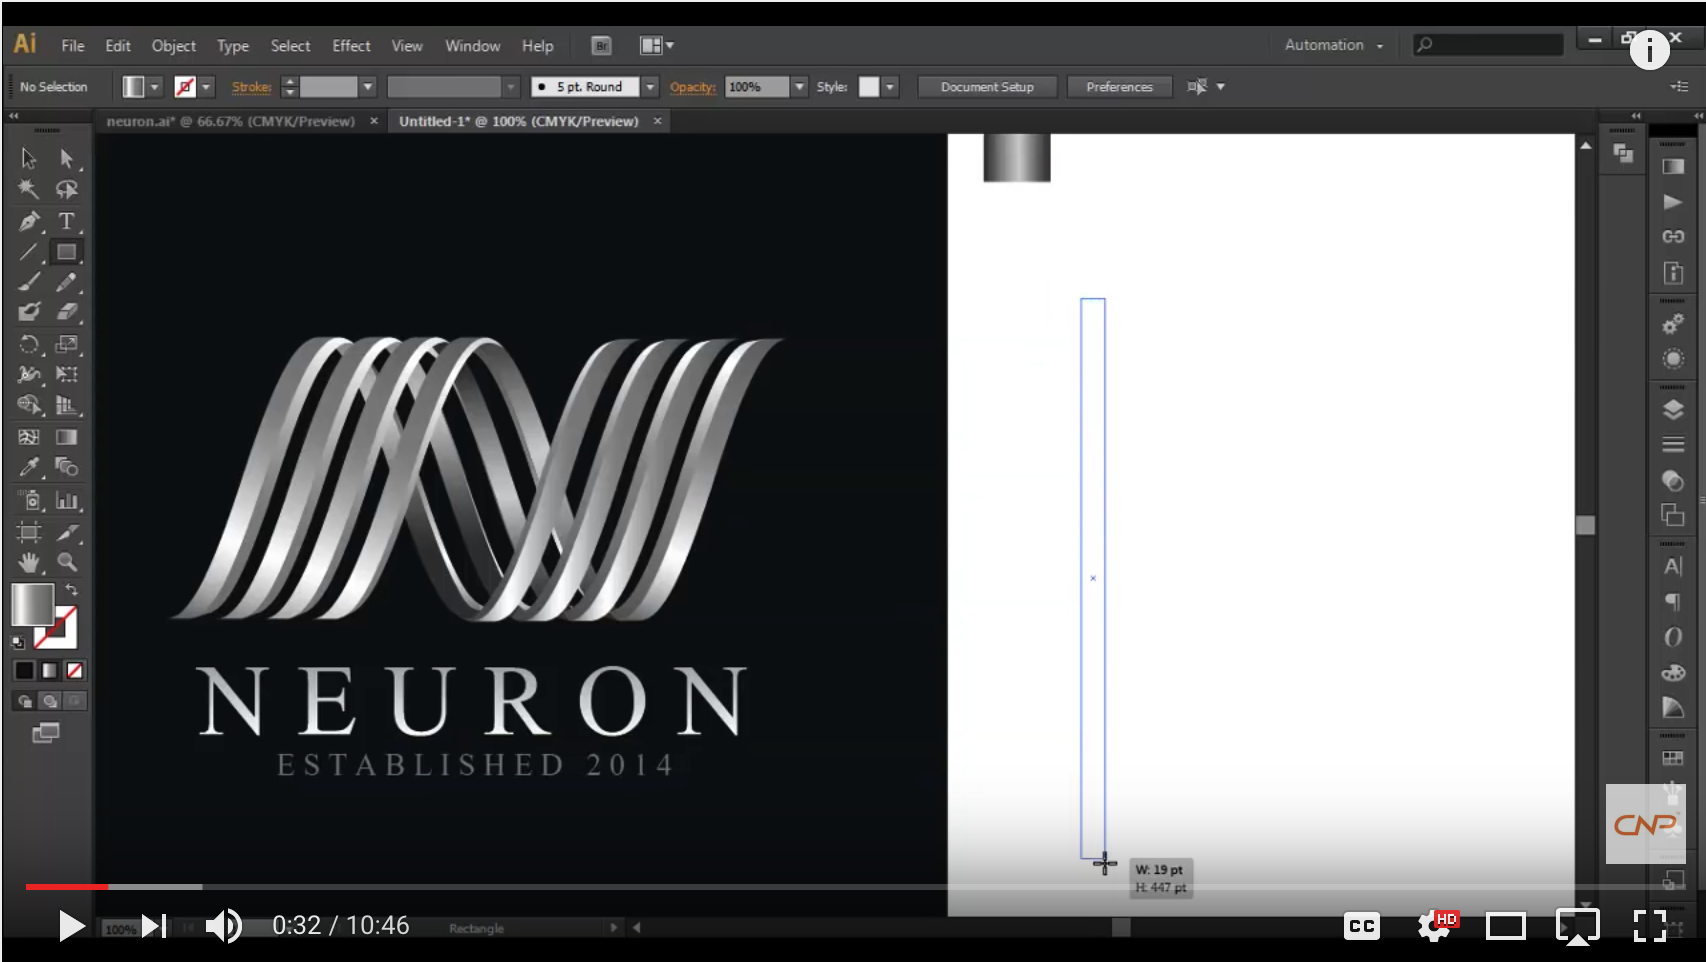 Ai File Edit Object Type Select Effect View Window Help Br Automation
No Selection Stroke: 5 pt. Round Opacity: 100% Style: Document Setup Preferences
neuron.ai* @ 66.67% (CMYK/Preview) × Untitled-1* @ 100% (CMYK/Preview) ×
NEURON
ESTABLISHED 2014
CNP
W: 19 pt
H: 447 pt
0:32 / 10:46
CC HD
100% Rectangle